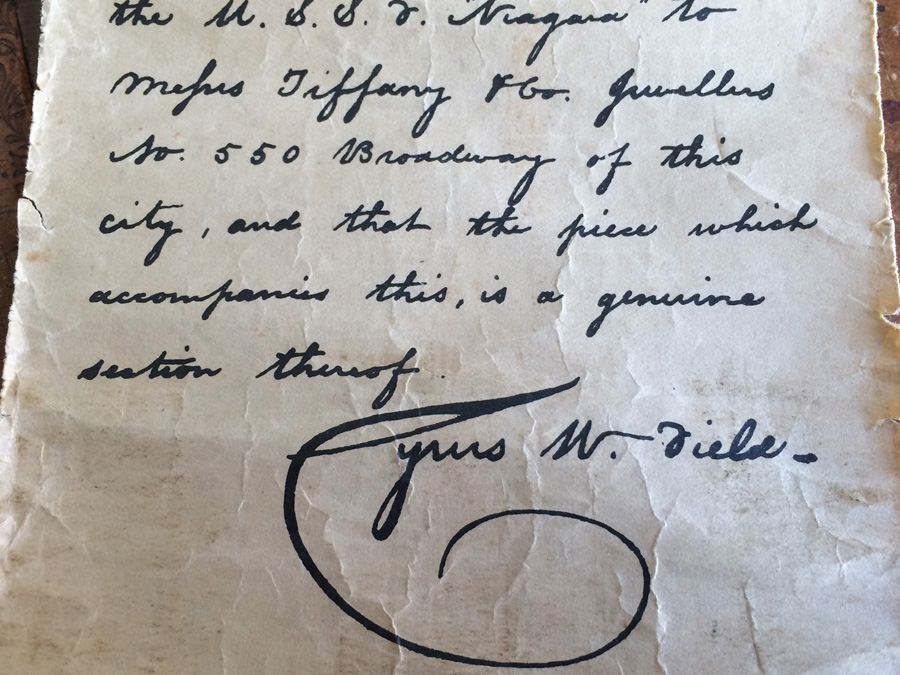 the U. S. S. F. "Niagara" to
Messrs Tiffany & Co. Jewellers
No. 550 Broadway of this
city, and that the piece which
accompanies this, is a genuine
section thereof.
Cyrus W. Field-